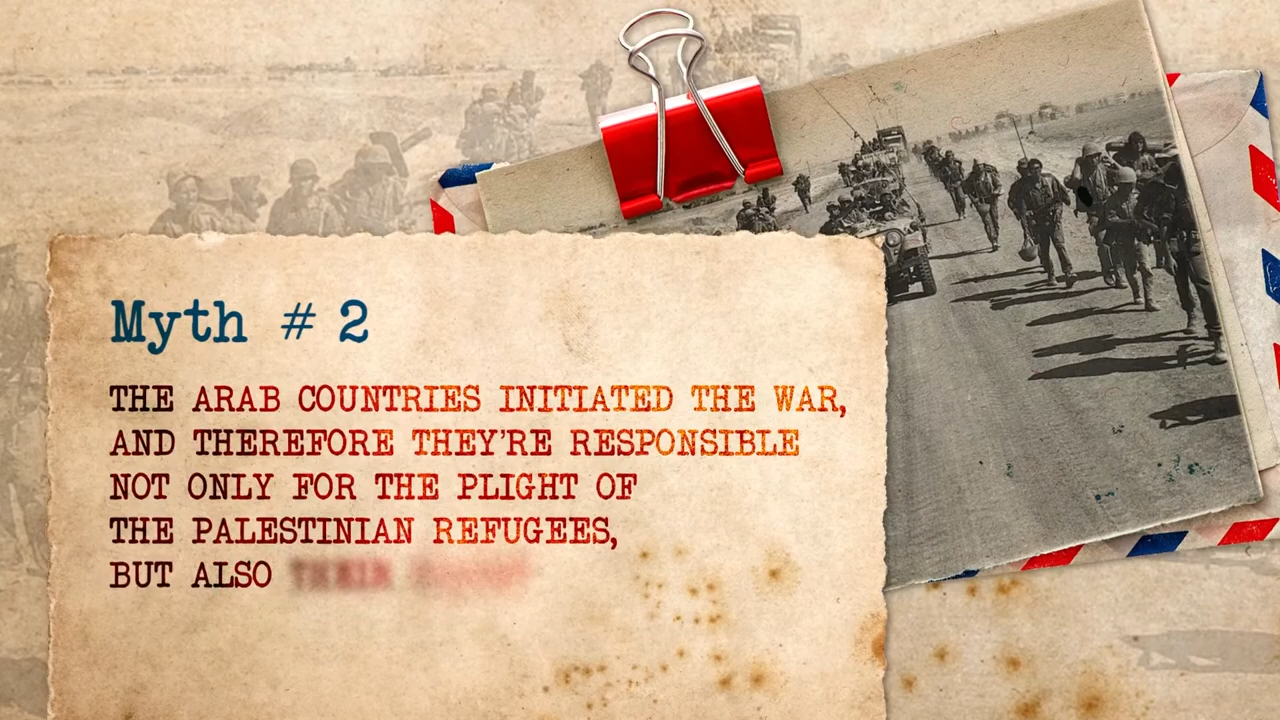 Myth # 2
THE ARAB COUNTRIES INITIATED THE WAR,
AND THEREFORE THEY'RE RESPONSIBLE
NOT ONLY FOR THE PLIGHT OF
THE PALESTINIAN REFUGEES,
BUT ALSO